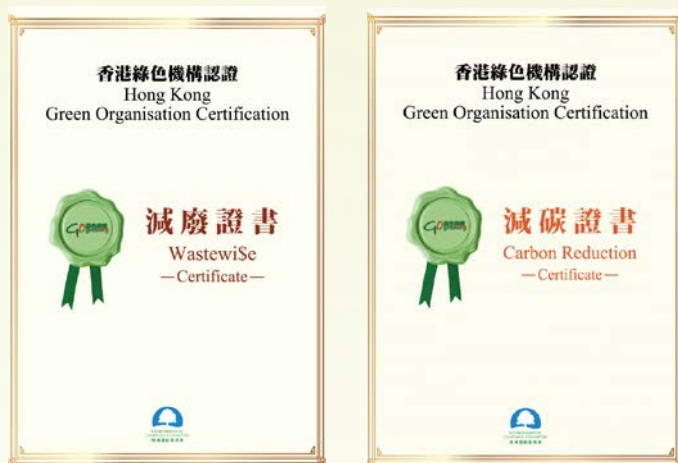 香港綠色機構認證
Hong Kong
Green Organisation Certification
減廢證書
WastewiSe
—Certificate—
香港綠色機構認證
Hong Kong
Green Organisation Certification
減碳證書
Carbon Reduction
—Certificate—